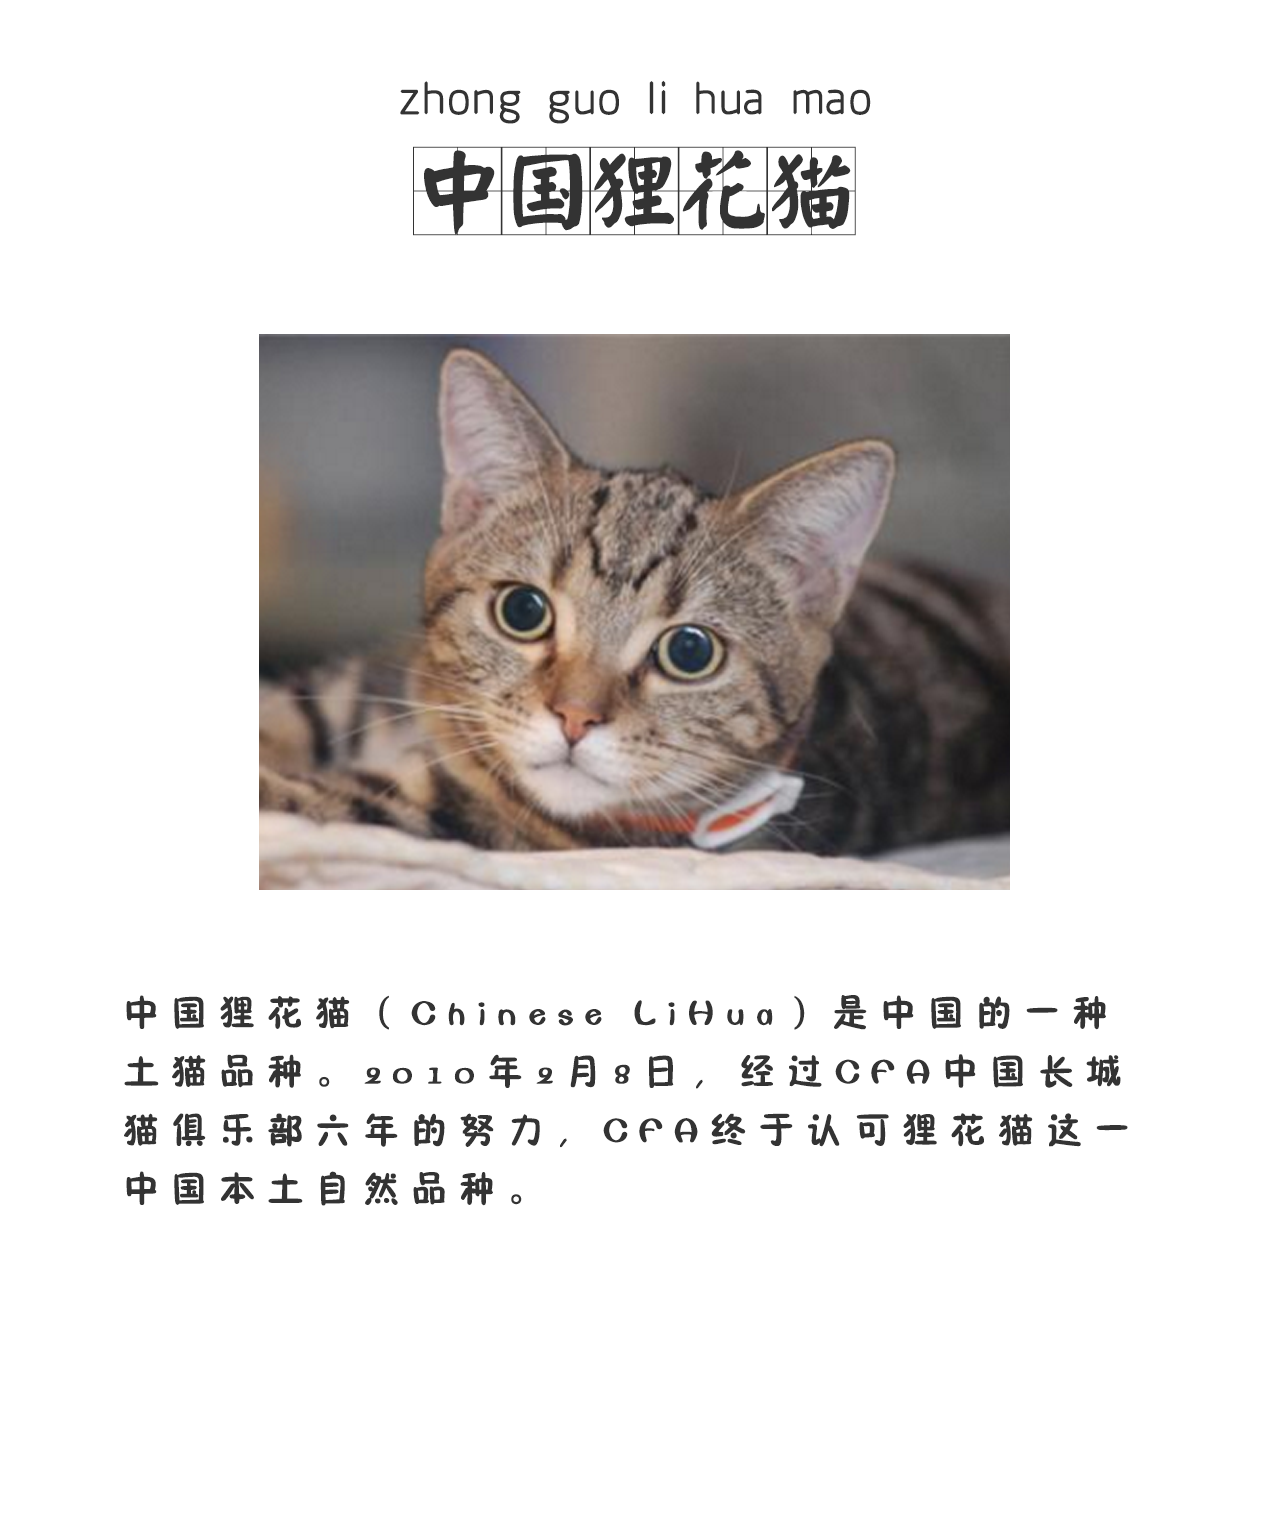 zhong guo li hua mao
中国狸花猫
中国狸花猫（Chinese LiHua）是中国的一种
土猫品种。2010年2月8日，经过CFA中国长城
猫俱乐部六年的努力，CFA终于认可狸花猫这一
中国本土自然品种。